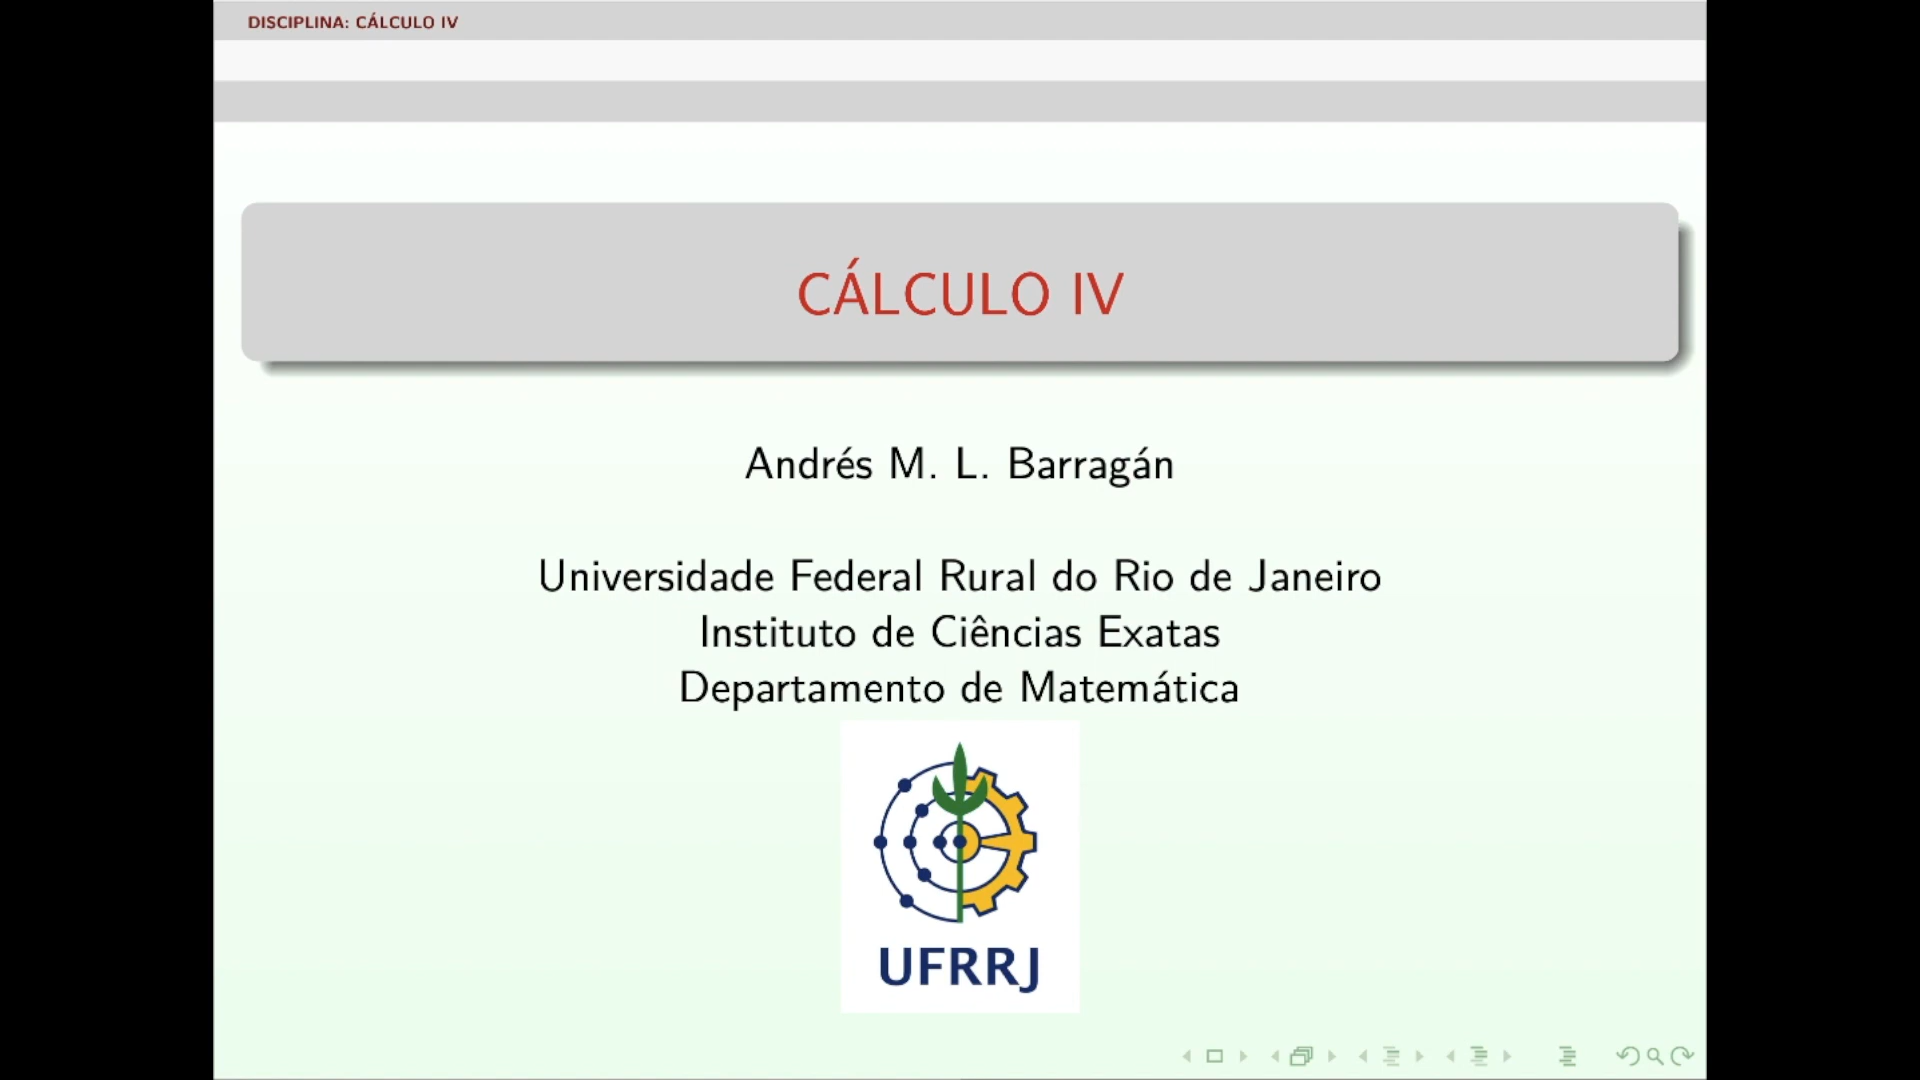 DISCIPLINA: CÁLCULO IV
CÁLCULO IV
Andrés M. L. Barragán
Universidade Federal Rural do Rio de Janeiro
Instituto de Ciências Exatas
Departamento de Matemática
UFRRJ